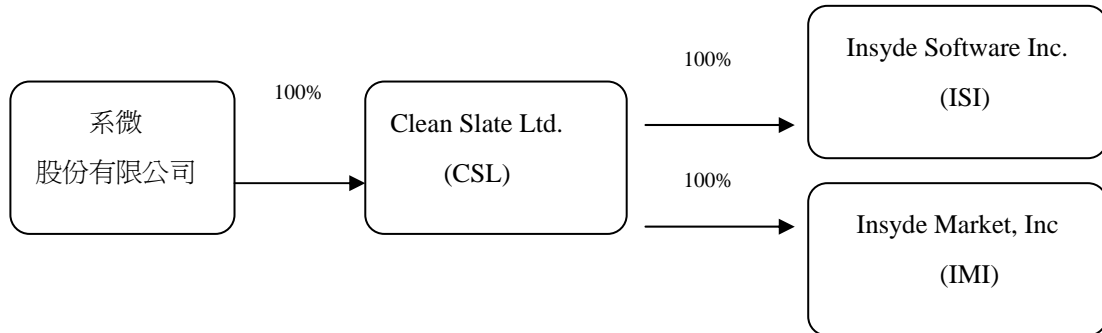 系微
股份有限公司
100%
Clean Slate Ltd.
(CSL)
100%
Insyde Software Inc.
(ISI)
100%
Insyde Market, Inc
(IMI)